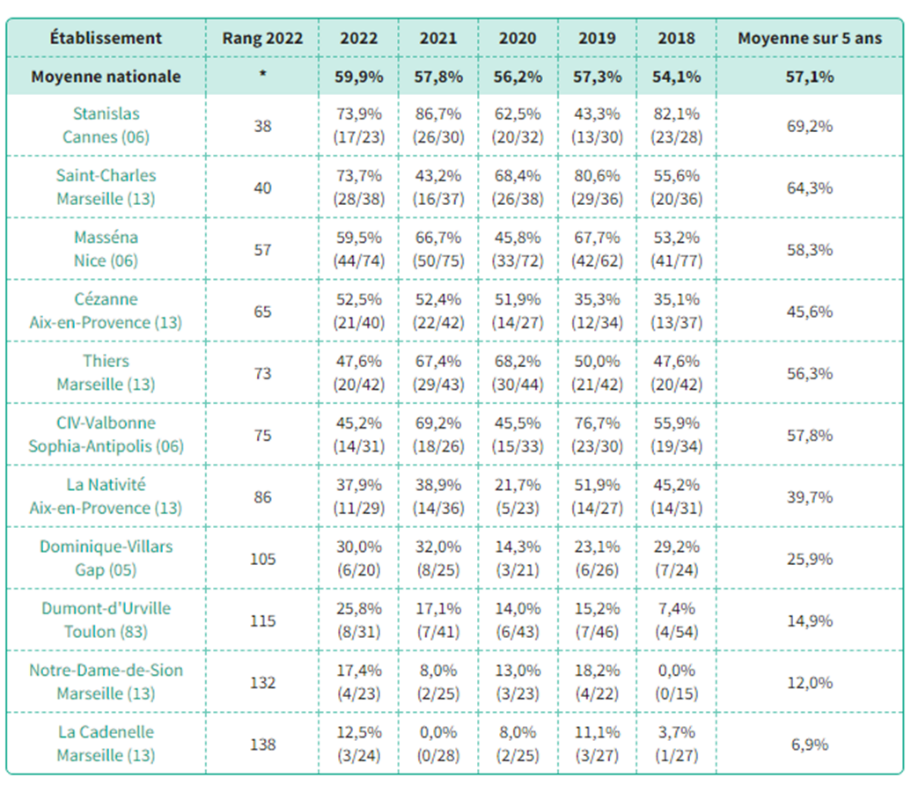 Établissement Rang 2022 2022 2021 2020 2019 2018 Moyenne sur 5 ans
Moyenne nationale * 59,9% 57,8% 56,2% 57,3% 54,1% 57,1%
Stanislas 73,9% 86,7% 62,5% 43,3% 82,1%
Cannes (06) 38 (17/23) (26/30) (20/32) (13/30) (23/28) 69,2%
Saint-Charles 73,7% 43,2% 68,4% 80,6% 55,6%
Marseille (13) 40 (28/38) (16/37) (26/38) (29/36) (20/36) 64,3%
Masséna 59,5% 66,7% 45,8% 67,7% 53,2%
Nice (06) 57 (44/74) (50/75) (33/72) (42/62) (41/77) 58,3%
Cézanne 52,5% 52,4% 51,9% 35,3% 35,1%
Aix-en-Provence (13) 65 (21/40) (22/42) (14/27) (12/34) (13/37) 45,6%
Thiers 47,6% 67,4% 68,2% 50,0% 47,6%
Marseille (13) 73 (20/42) (29/43) (30/44) (21/42) (20/42) 56,3%
CIV-Valbonne 45,2% 69,2% 45,5% 76,7% 55,9%
Sophia-Antipolis (06) 75 (14/31) (18/26) (15/33) (23/30) (19/34) 57,8%
La Nativité 37,9% 38,9% 21,7% 51,9% 45,2%
Aix-en-Provence (13) 86 (11/29) (14/36) (5/23) (14/27) (14/31) 39,7%
Dominique-Villars 30,0% 32,0% 14,3% 23,1% 29,2%
Gap (05) 105 (6/20) (8/25) (3/21) (6/26) (7/24) 25,9%
Dumont-d'Urville 25,8% 17,1% 14,0% 15,2% 7,4%
Toulon (83) 115 (8/31) (7/41) (6/43) (7/46) (4/54) 14,9%
Notre-Dame-de-Sion 17,4% 8,0% 13,0% 18,2% 0,0%
Marseille (13) 132 (4/23) (2/25) (3/23) (4/22) (0/15) 12,0%
La Cadenelle 12,5% 0,0% 8,0% 11,1% 3,7%
Marseille (13) 138 (3/24) (0/28) (2/25) (3/27) (1/27) 6,9%